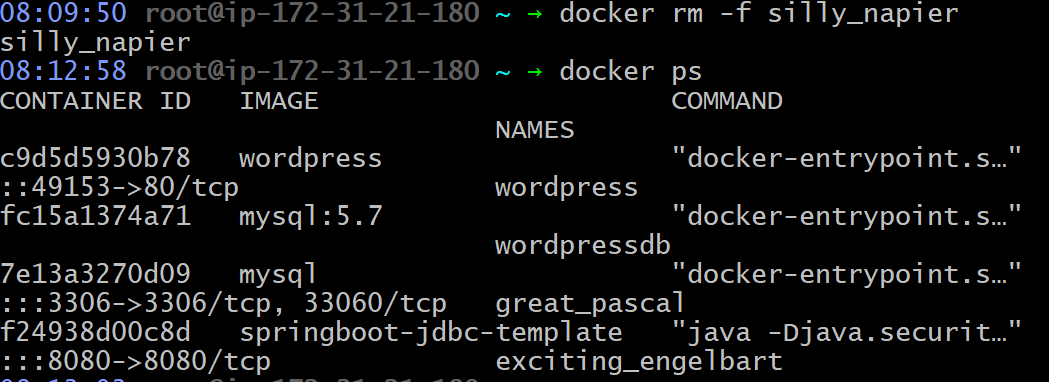 08:09:50 root@ip-172-31-21-180 ~ → docker rm -f silly_napier
silly_napier
08:12:58 root@ip-172-31-21-180 ~ → docker ps
CONTAINER ID IMAGE COMMAND
NAMES
c9d5d5930b78 wordpress "docker-entrypoint.s…"
::49153->80/tcp wordpress
fc15a1374a71 mysql:5.7 "docker-entrypoint.s…"
wordpressdb
7e13a3270d09 mysql "docker-entrypoint.s…"
:::3306->3306/tcp, 33060/tcp great_pascal
f24938d00c8d springboot-jdbc-template "java -Djava.securit…"
:::8080->8080/tcp exciting_engelbart